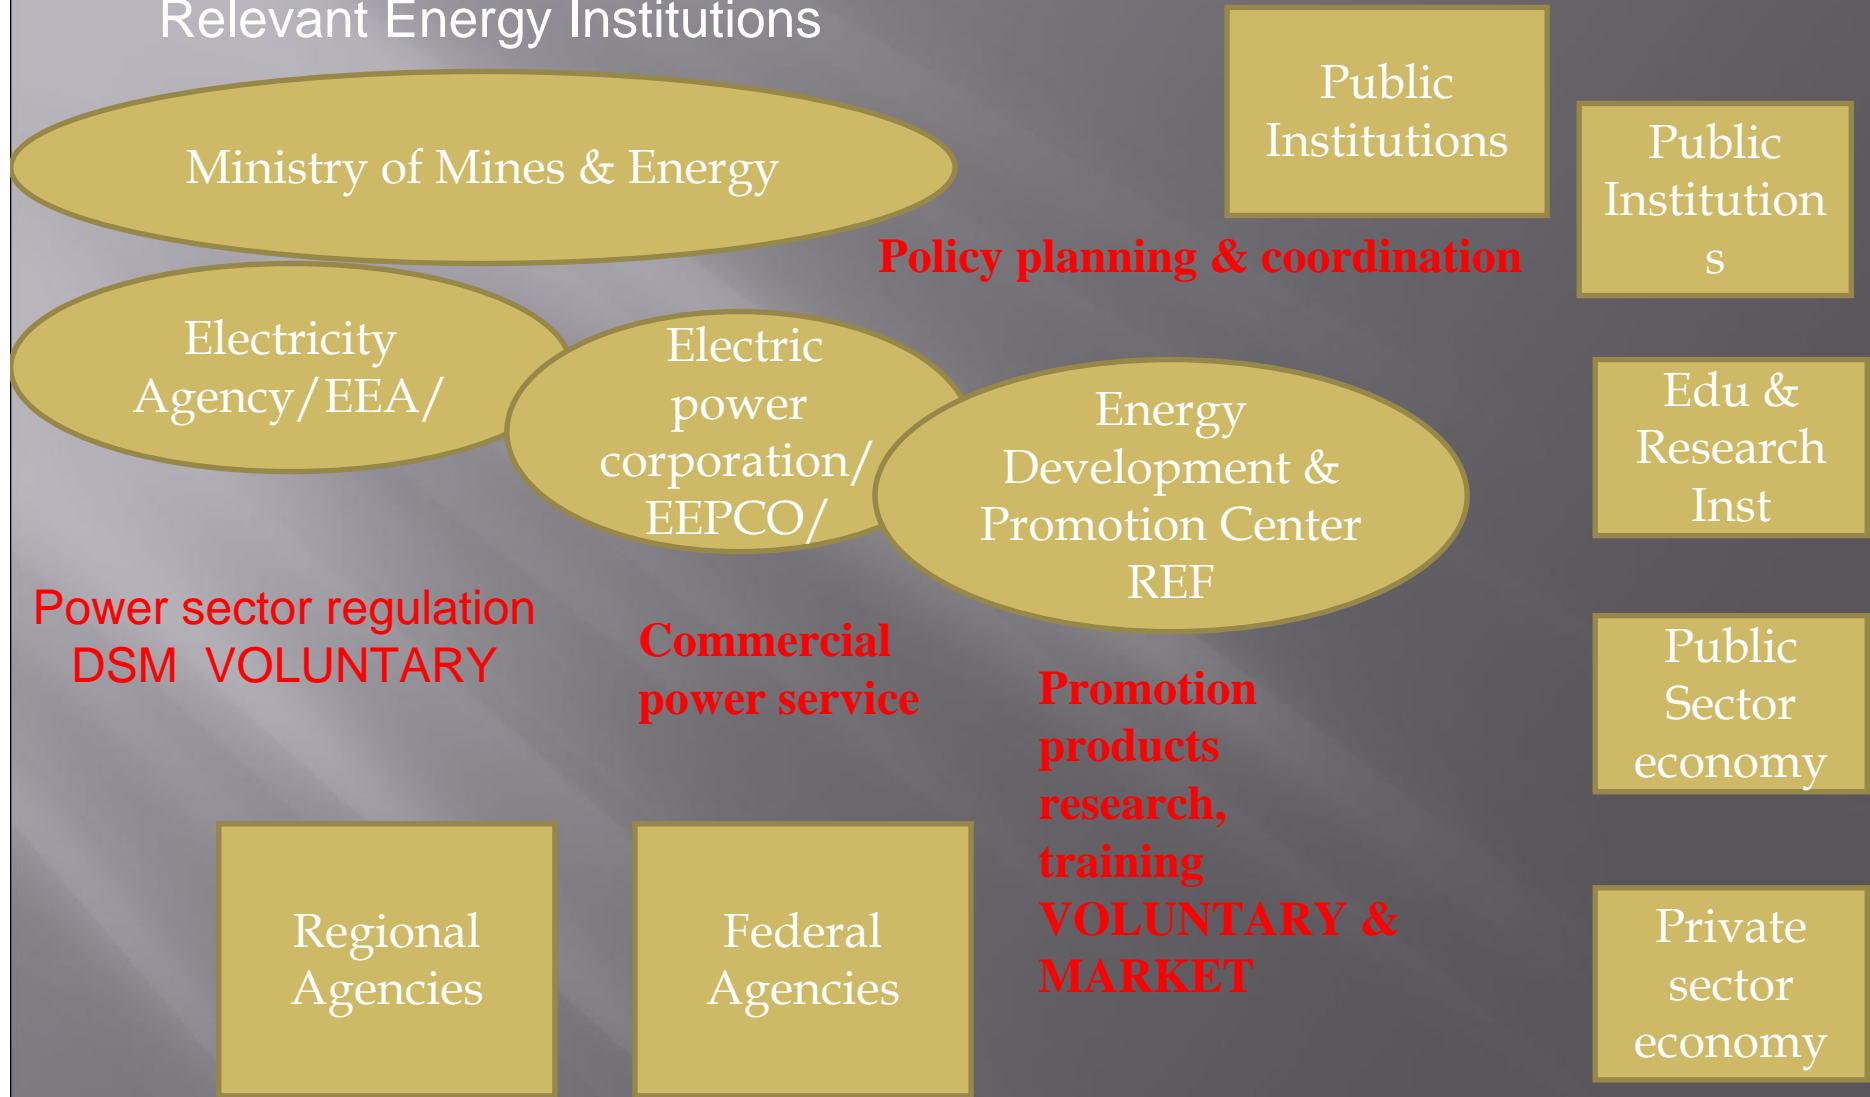 Relevant Energy Institutions
Ministry of Mines & Energy
Public
Institutions
Public
Institution
s
Policy planning & coordination
Electricity
Agency/EEA/
Electric
power
corporation/
EEPCO/
Energy
Development &
Promotion Center
REF
Edu &
Research
Inst
Power sector regulation
DSM  VOLUNTARY
Commercial
power service
Promotion
products
research,
training
VOLUNTARY &
MARKET
Public
Sector
economy
Regional
Agencies
Federal
Agencies
Private
sector
economy